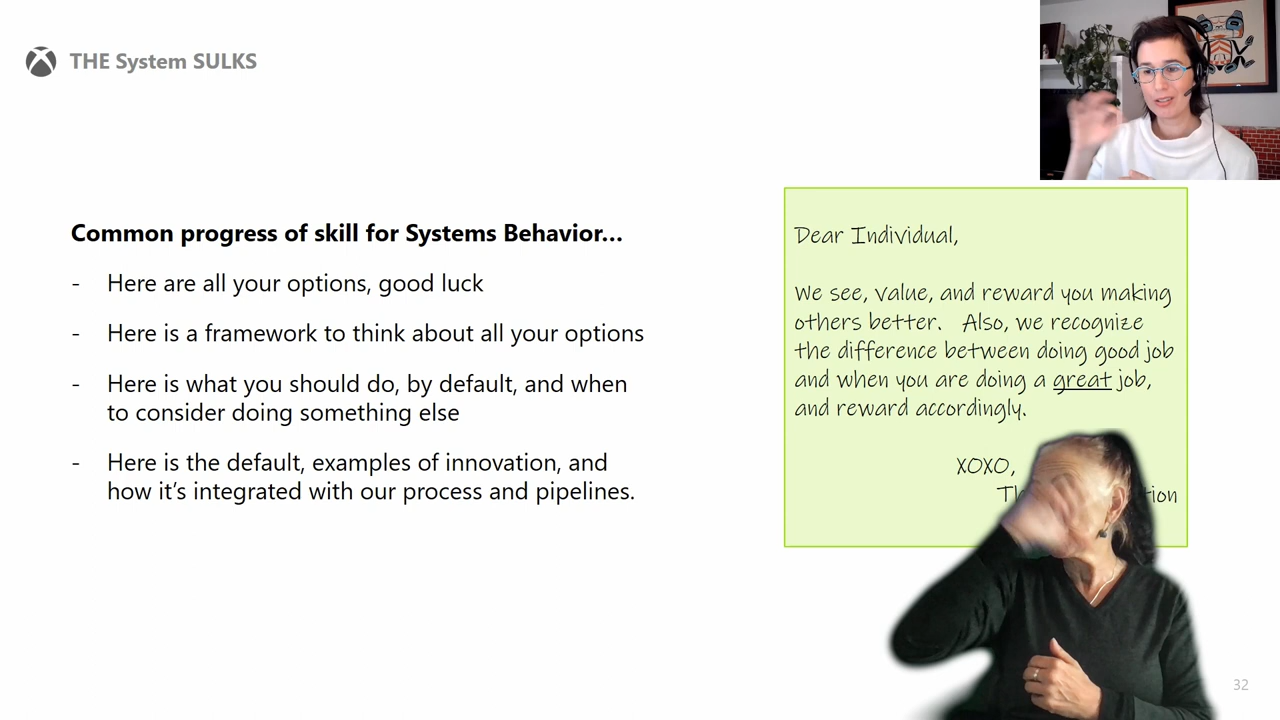 THE System SULKS
Common progress of skill for Systems Behavior…
- Here are all your options, good luck
- Here is a framework to think about all your options
- Here is what you should do, by default, and when
to consider doing something else
- Here is the default, examples of innovation, and
how it’s integrated with our process and pipelines.
Dear Individual,
We see, value, and reward you making
others better. Also, we recognize
the difference between doing good job
and when you are doing a great job,
and reward accordingly.
XOXO,
32